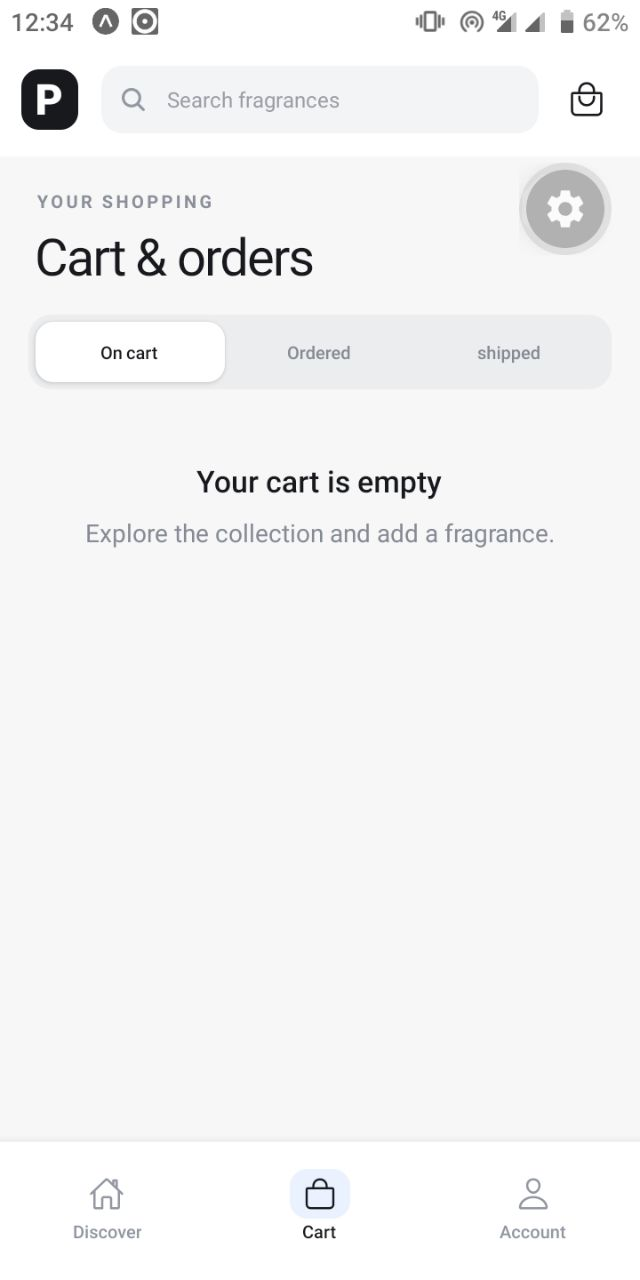 12:34 4G 62%
P Search fragrances
YOUR SHOPPING
Cart & orders
On cart Ordered shipped
Your cart is empty
Explore the collection and add a fragrance.
Discover Cart Account